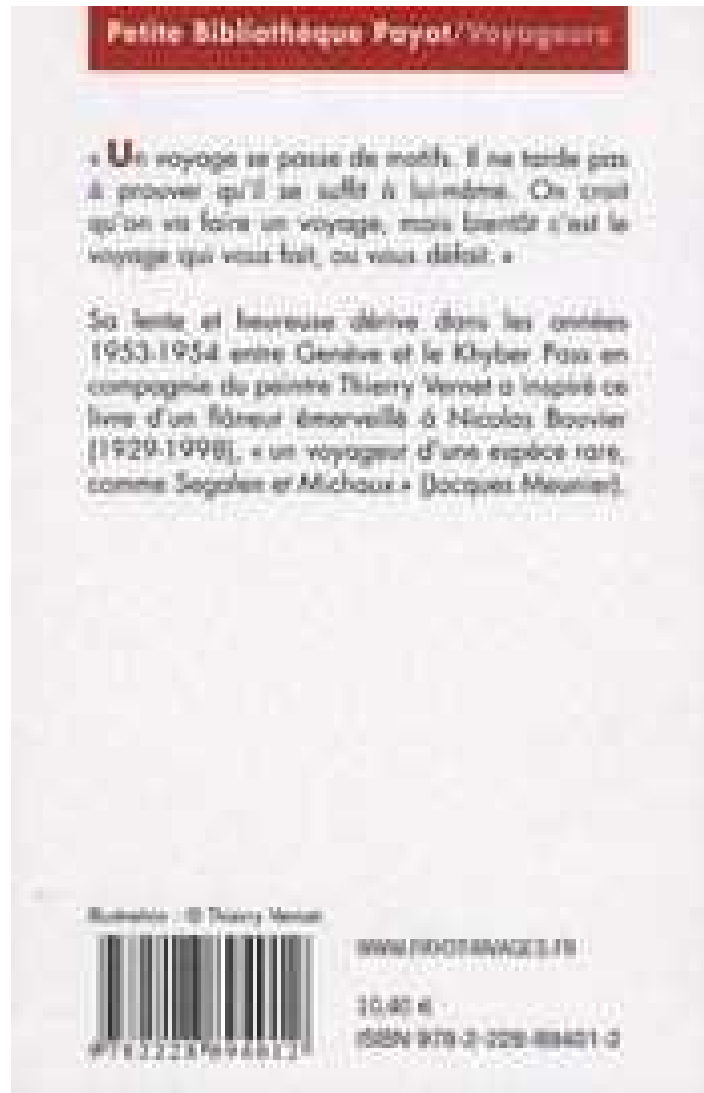 Petite Bibliothèque Payot/Voyageurs
« Un voyage se passe de motifs. Il ne tarde pas
à prouver qu'il se suffit à lui-même. On croit
qu'on va faire un voyage, mais bientôt c'est le
voyage qui vous fait, ou vous défait. »
Sa lente et heureuse dérive dans les années
1953-1954 entre Genève et le Khyber Pass en
compagnie du peintre Thierry Vernet a inspiré ce
livre d'un flâneur émerveillé à Nicolas Bouvier
(1929-1998), « un voyageur d'une espèce rare,
comme Segalen et Michaux » (Jacques Meunier).
Illustration : © Thierry Vernet
WWW.PAYOT-RIVAGES.FR
ISBN 978-2-228-89401-2